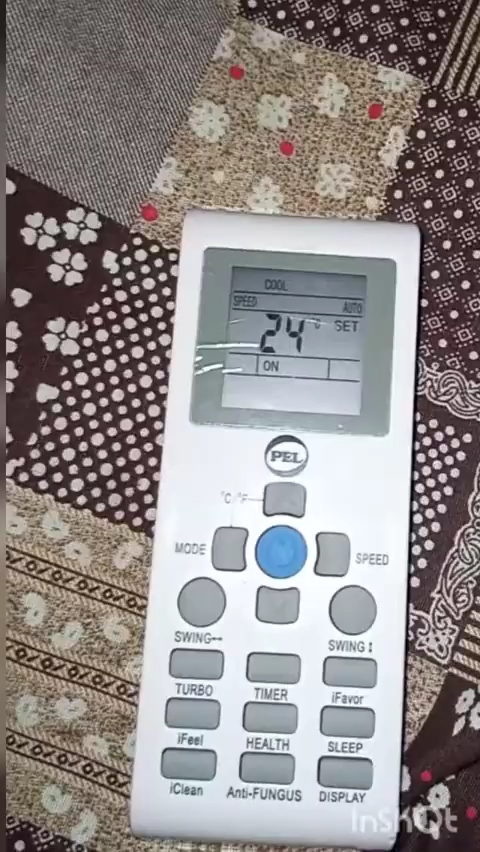 COOL
SPEED AUTO
24° SET
ON
PEL
°C/°F
MODE SPEED
SWING↔ SWING↕
TURBO TIMER iFavor
iFeel HEALTH SLEEP
iClean Anti-FUNGUS DISPLAY
InShOt